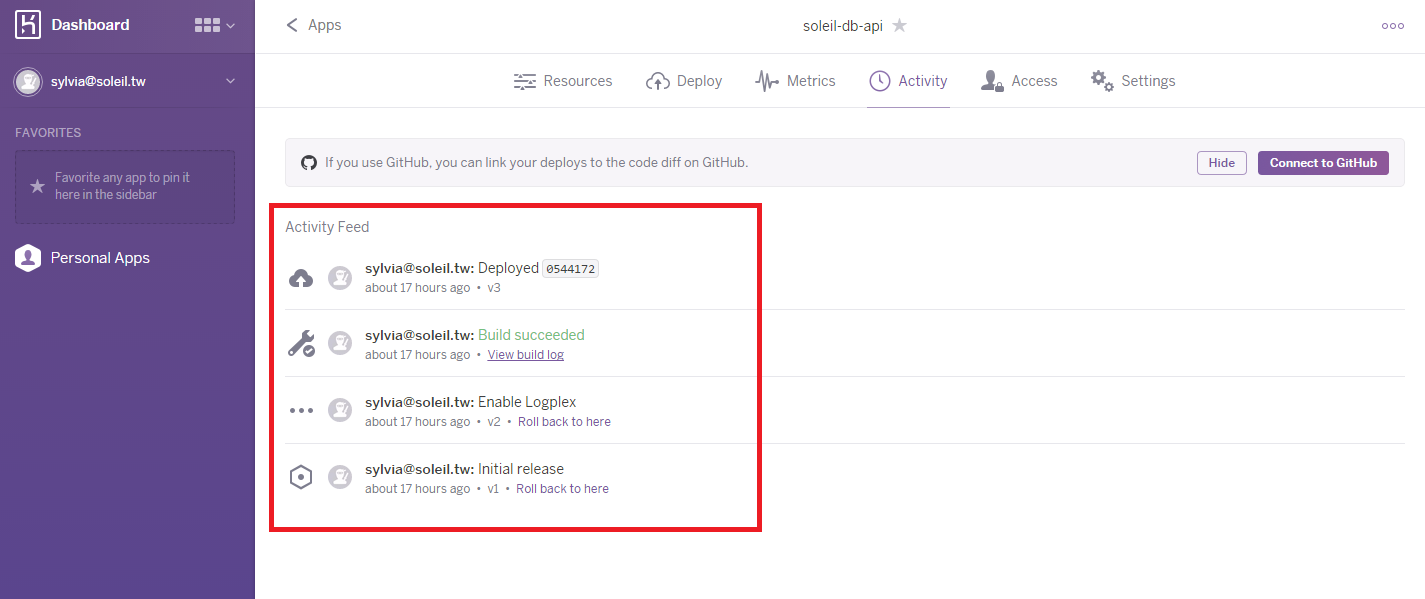 Dashboard
Apps
soleil-db-api
sylvia@soleil.tw
Resources
Deploy
Metrics
Activity
Access
Settings
FAVORITES
Favorite any app to pin it
here in the sidebar
Personal Apps
If you use GitHub, you can link your deploys to the code diff on GitHub.
Hide
Connect to GitHub
Activity Feed
sylvia@soleil.tw: Deployed 0544172
about 17 hours ago • v3
sylvia@soleil.tw: Build succeeded
about 17 hours ago • View build log
sylvia@soleil.tw: Enable Logplex
about 17 hours ago • v2 • Roll back to here
sylvia@soleil.tw: Initial release
about 17 hours ago • v1 • Roll back to here